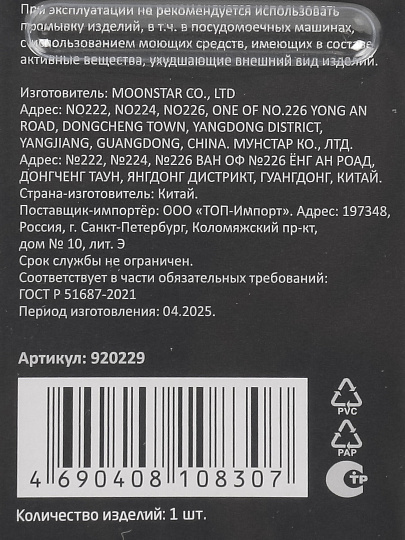 При эксплуатации не рекомендуется использовать
промывку изделий, в т.ч. в посудомоечных машинах,
с использованием моющих средств, имеющих в составе
активные вещества, ухудшающие внешний вид изделий.
Изготовитель: MOONSTAR CO., LTD
Адрес: NO222, NO224, NO226, ONE OF NO.226 YONG AN
ROAD, DONGCHENG TOWN, YANGDONG DISTRICT,
YANGJIANG, GUANGDONG, CHINA. МУНСТАР КО., ЛТД.
Адрес: №222, №224, №226 ВАН ОФ №226 ЁНГ АН РОАД,
ДОНГЧЕНГ ТАУН, ЯНГДОНГ ДИСТРИКТ, ГУАНГДОНГ, КИТАЙ.
Страна-изготовитель: Китай.
Поставщик-импортёр: ООО «ТОП-Импорт». Адрес: 197348,
Россия, г. Санкт-Петербург, Коломяжский пр-кт,
дом № 10, лит. Э
Срок службы не ограничен.
Соответствует в части обязательных требований:
ГОСТ Р 51687-2021
Период изготовления: 04.2025.
Артикул: 920229
PVC
PAP
СТР
4 690408 108307
Количество изделий: 1 шт.